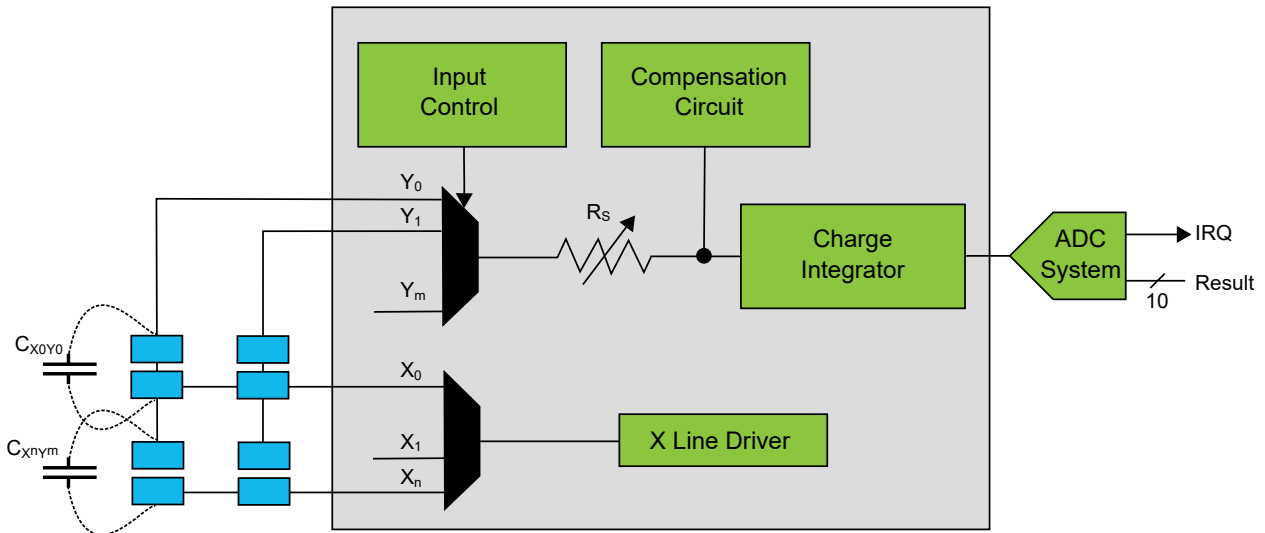 Input
Control
Compensation
Circuit
Y0
Y1
RS
Charge
Integrator
ADC
System
IRQ
Result
10
Ym
CX0Y0
X0
X Line Driver
X1
CXnYm
Xn